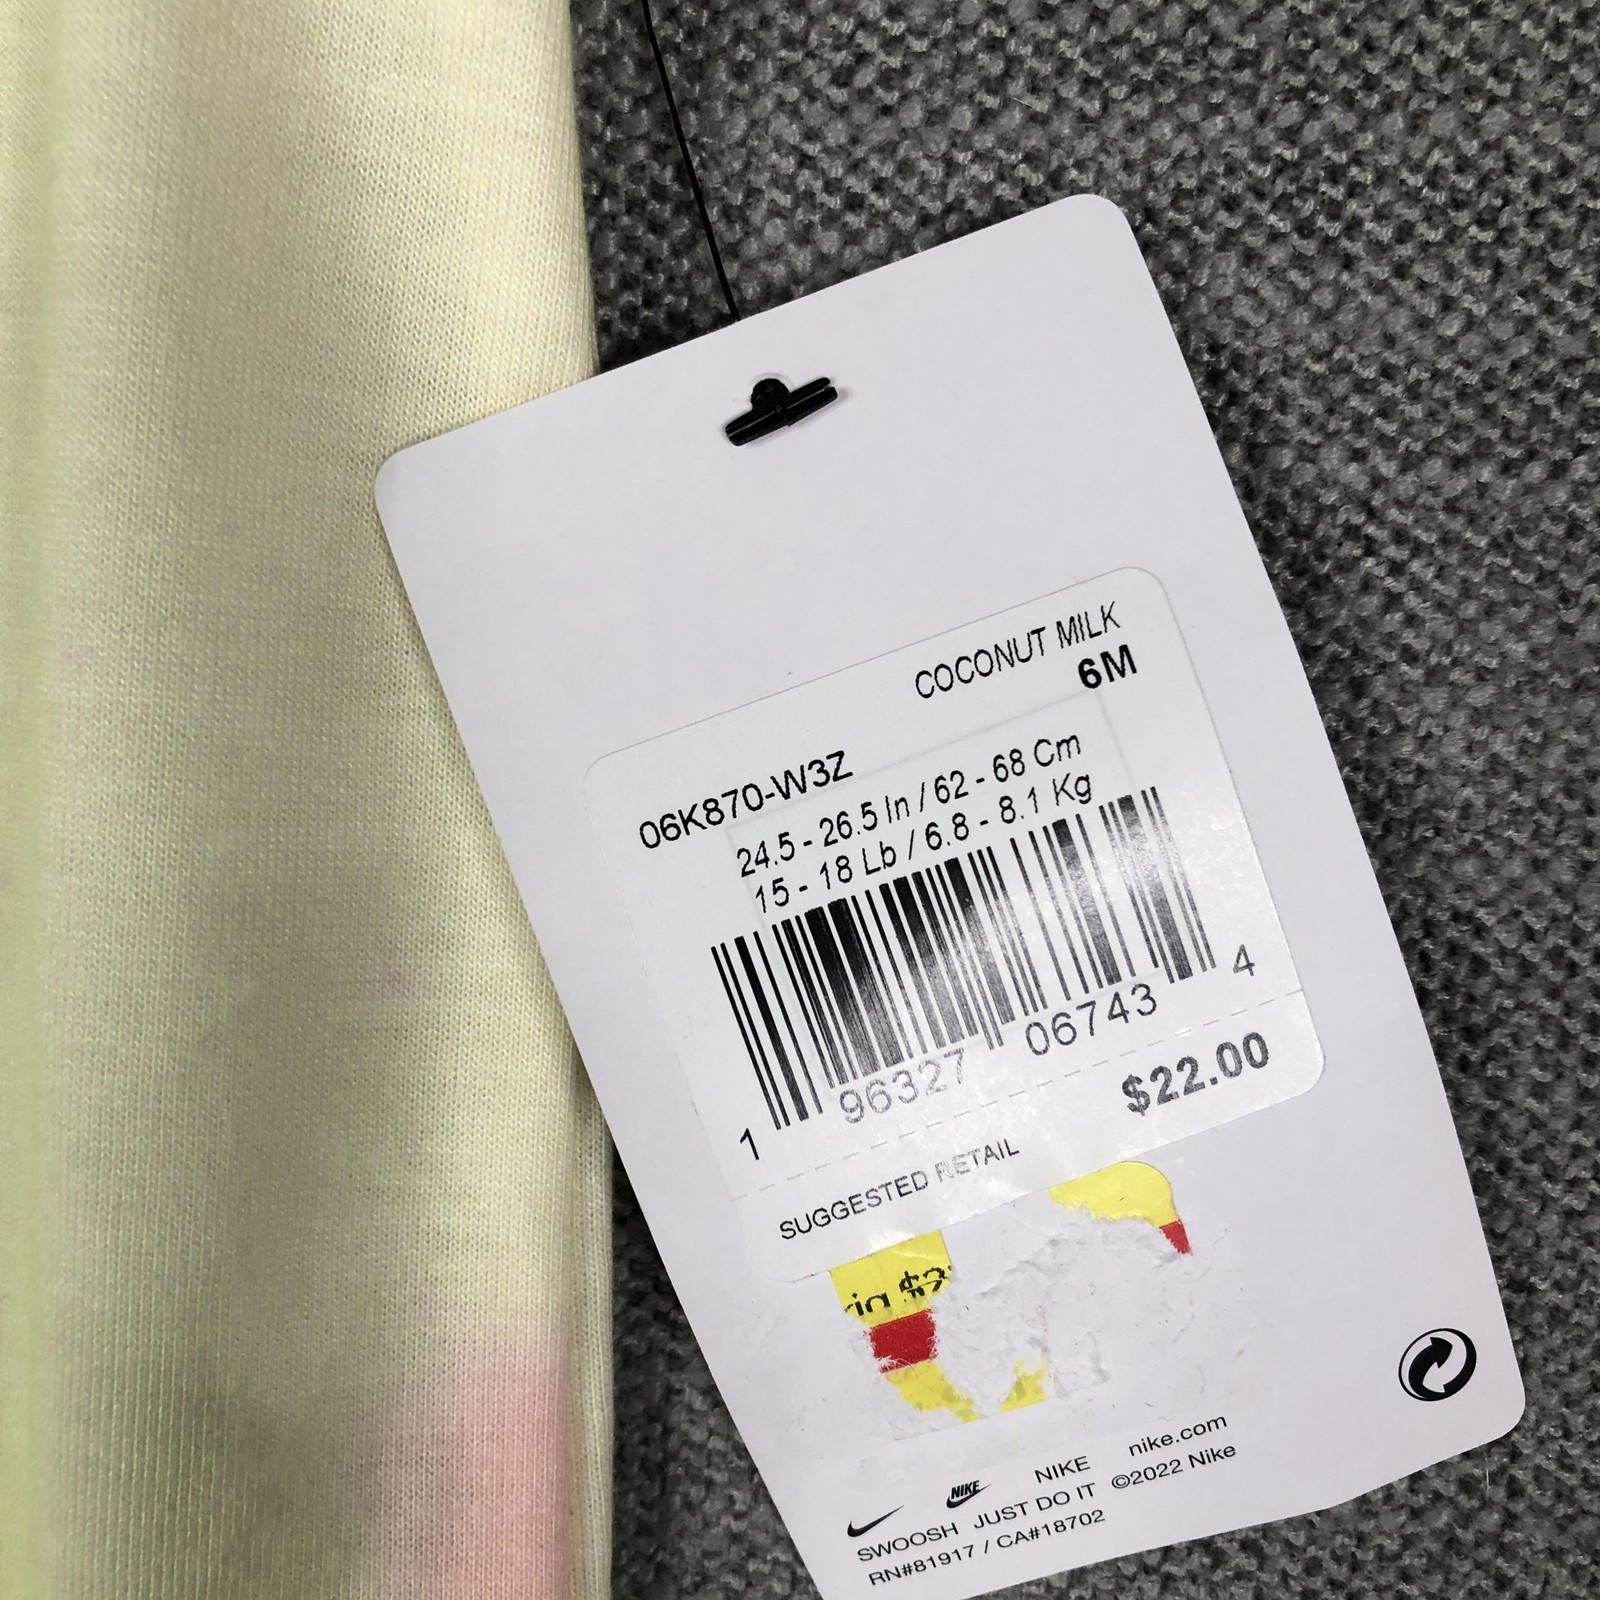 COCONUT MILK
6M
06K870-W3Z
24.5 - 26.5 In / 62 - 68 Cm
15 - 18 Lb / 6.8 - 8.1 Kg
1 96327 06743 4
$22.00
SUGGESTED RETAIL
NIKE nike.com
NIKE
SWOOSH JUST DO IT ©2022 Nike
RN#81917 / CA#18702